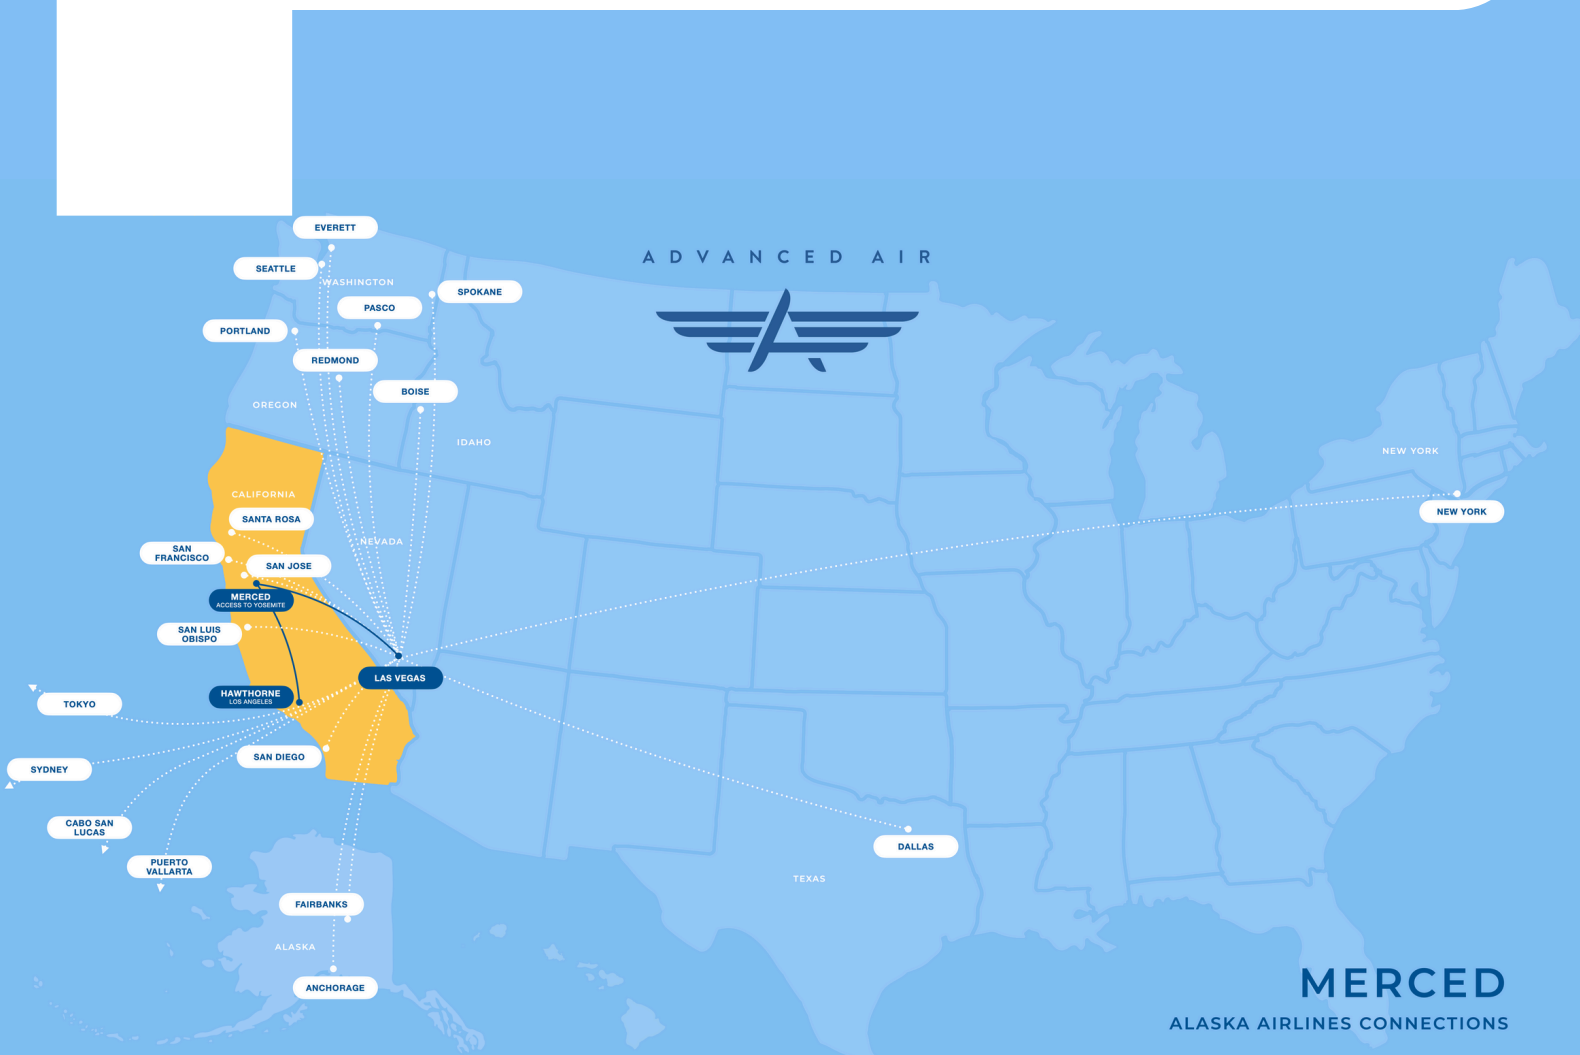 EVERETT
ADVANCED AIR
SEATTLE
WASHINGTON
SPOKANE
PASCO
PORTLAND
REDMOND
BOISE
OREGON
IDAHO
NEW YORK
CALIFORNIA
NEW YORK
SANTA ROSA
NEVADA
SAN
FRANCISCO
SAN JOSE
MERCED
ACCESS TO YOSEMITE
SAN LUIS
OBISPO
LAS VEGAS
HAWTHORNE
LOS ANGELES
TOKYO
SAN DIEGO
SYDNEY
CABO SAN
LUCAS
DALLAS
PUERTO
VALLARTA
TEXAS
FAIRBANKS
ALASKA
ANCHORAGE
MERCED
ALASKA AIRLINES CONNECTIONS